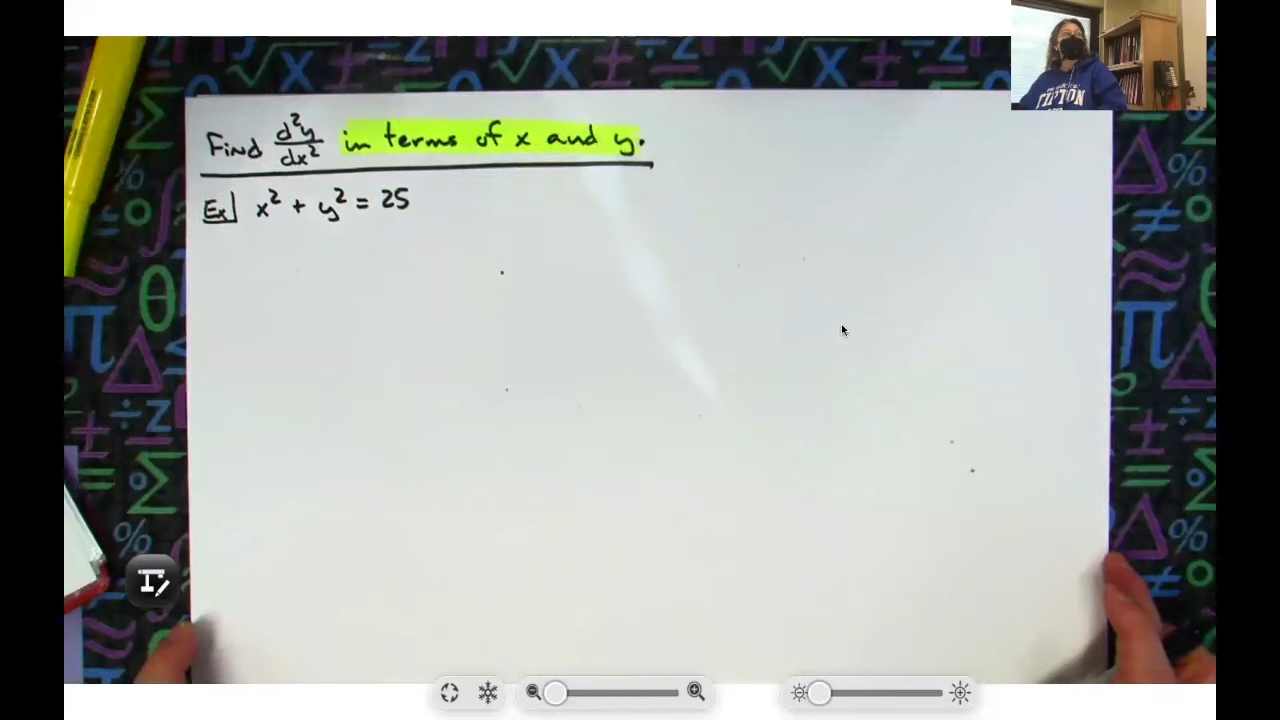 Find d²y/dx² in terms of x and y.
Ex] x² + y² = 25